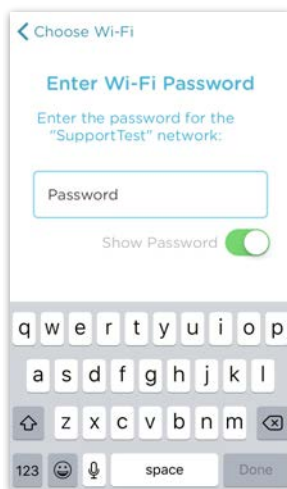 Choose Wi-Fi
Enter Wi-Fi Password
Enter the password for the
"SupportTest" network:
Password
Show Password
q w e r t y u i o p
a s d f g h j k l
z x c v b n m
123 space Done